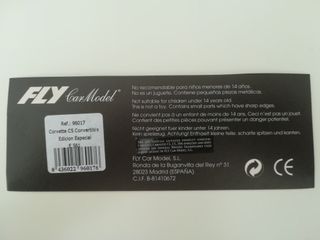 FLY Car Model
Ref.: 96017
Corvette C5 Convertible
Edicion Especial
8 436022 960176
No recomendable para niños menores de 14 años.
No es un juguete. Contiene pequeñas piezas metálicas.
Not suitable for children under 14 years old.
This is not a toy. Contains small parts which have sharp edges.
Ne convient pas à un enfant de moins de 14 ans. Ceci n'est pas un jouet.
Contient des petites pièces pouvant présenter un danger potentiel.
Nicht geeignet fuer kinder unter 14 jahren.
Kein spielzeug. Achtung! Enthaelt kleine teile, scharfe spitzen und kanten.
FLY Car Model, S.L.
Ronda de la Buganvilla del Rey nº 31
28023 Madrid (ESPAÑA)
C.I.F. B-81410672
CE